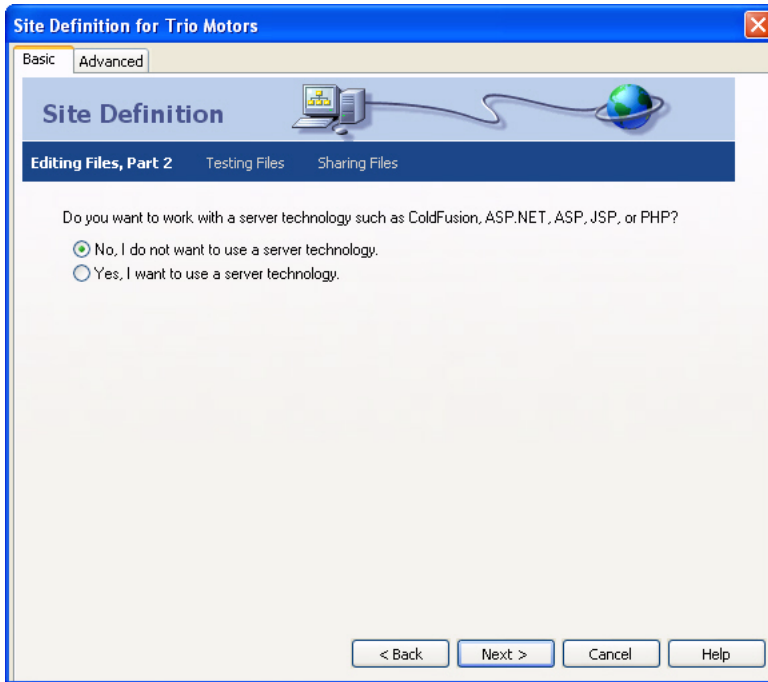 Site Definition for Trio Motors
Basic Advanced
Site Definition
Editing Files, Part 2 Testing Files Sharing Files
Do you want to work with a server technology such as ColdFusion, ASP.NET, ASP, JSP, or PHP?
No, I do not want to use a server technology.
Yes, I want to use a server technology.
< Back Next > Cancel Help